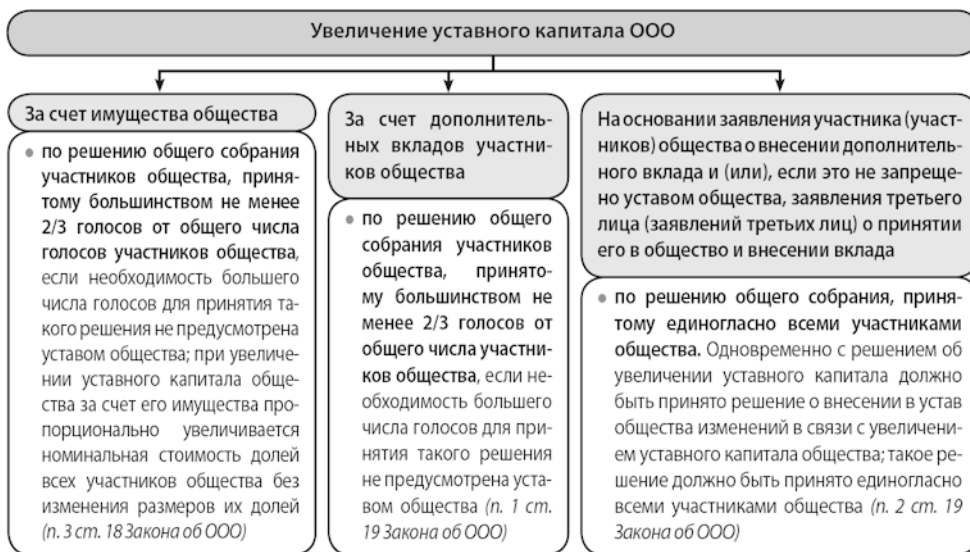 Увеличение уставного капитала ООО
За счет имущества общества
• по решению общего собрания
участников общества, приня-
тому большинством не менее
2/3 голосов от общего числа
голосов участников общества,
если необходимость большего
числа голосов для принятия та-
кого решения не предусмотрена
уставом общества; при увеличе-
нии уставного капитала обще-
ства за счет его имущества про-
порционально увеличивается
номинальная стоимость долей
всех участников общества без
изменения размеров их долей
(п. 3 ст. 18 Закона об ООО)
За счет дополнитель-
ных вкладов участни-
ков общества
• по решению общего
собрания участников
общества, принято-
му большинством не
менее 2/3 голосов от
общего числа участни-
ков общества, если не-
обходимость большего
числа голосов для при-
нятия такого решения
не предусмотрена уста-
вом общества (п. 1 ст.
19 Закона об ООО)
На основании заявления участника (участ-
ников) общества о внесении дополнитель-
ного вклада и (или), если это не запреще-
но уставом общества, заявления третьего
лица (заявлений третьих лиц) о принятии
его в общество и внесении вклада
• по решению общего собрания, приня-
тому единогласно всеми участниками
общества. Одновременно с решением об
увеличении уставного капитала должно
быть принято решение о внесении в устав
общества изменений в связи с увеличени-
ем уставного капитала общества; такое ре-
шение должно быть принято единогласно
всеми участниками общества (п. 2 ст. 19
Закона об ООО)